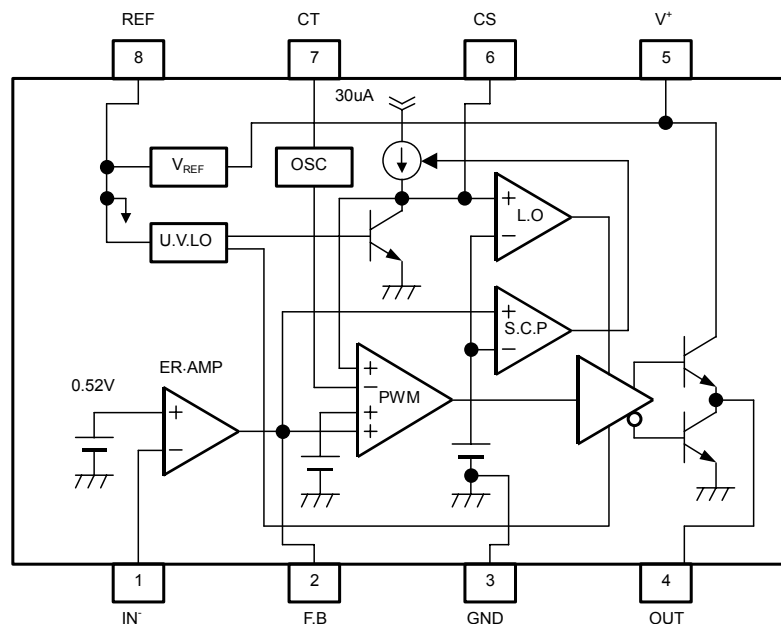 REF CT CS V⁺
8 7 6 5
30uA
V_REF
OSC
+
L.O
−
U.V.LO
+
S.C.P
−
ER·AMP
+
−
PWM
+
+
0.52V
+
−
1 2 3 4
IN⁻ F.B GND OUT